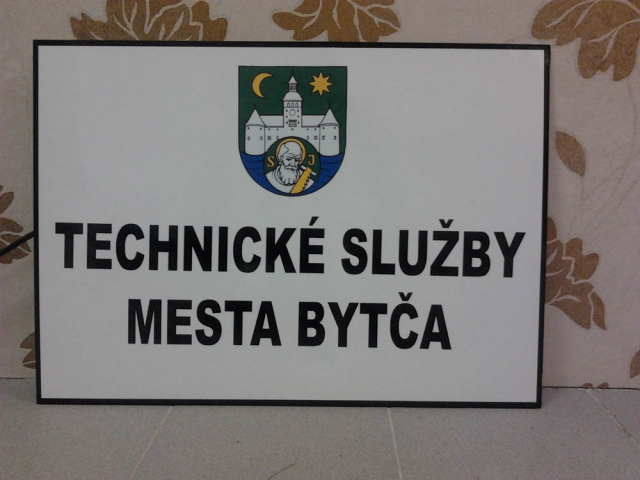 S J
TECHNICKÉ SLUŽBY
MESTA BYTČA